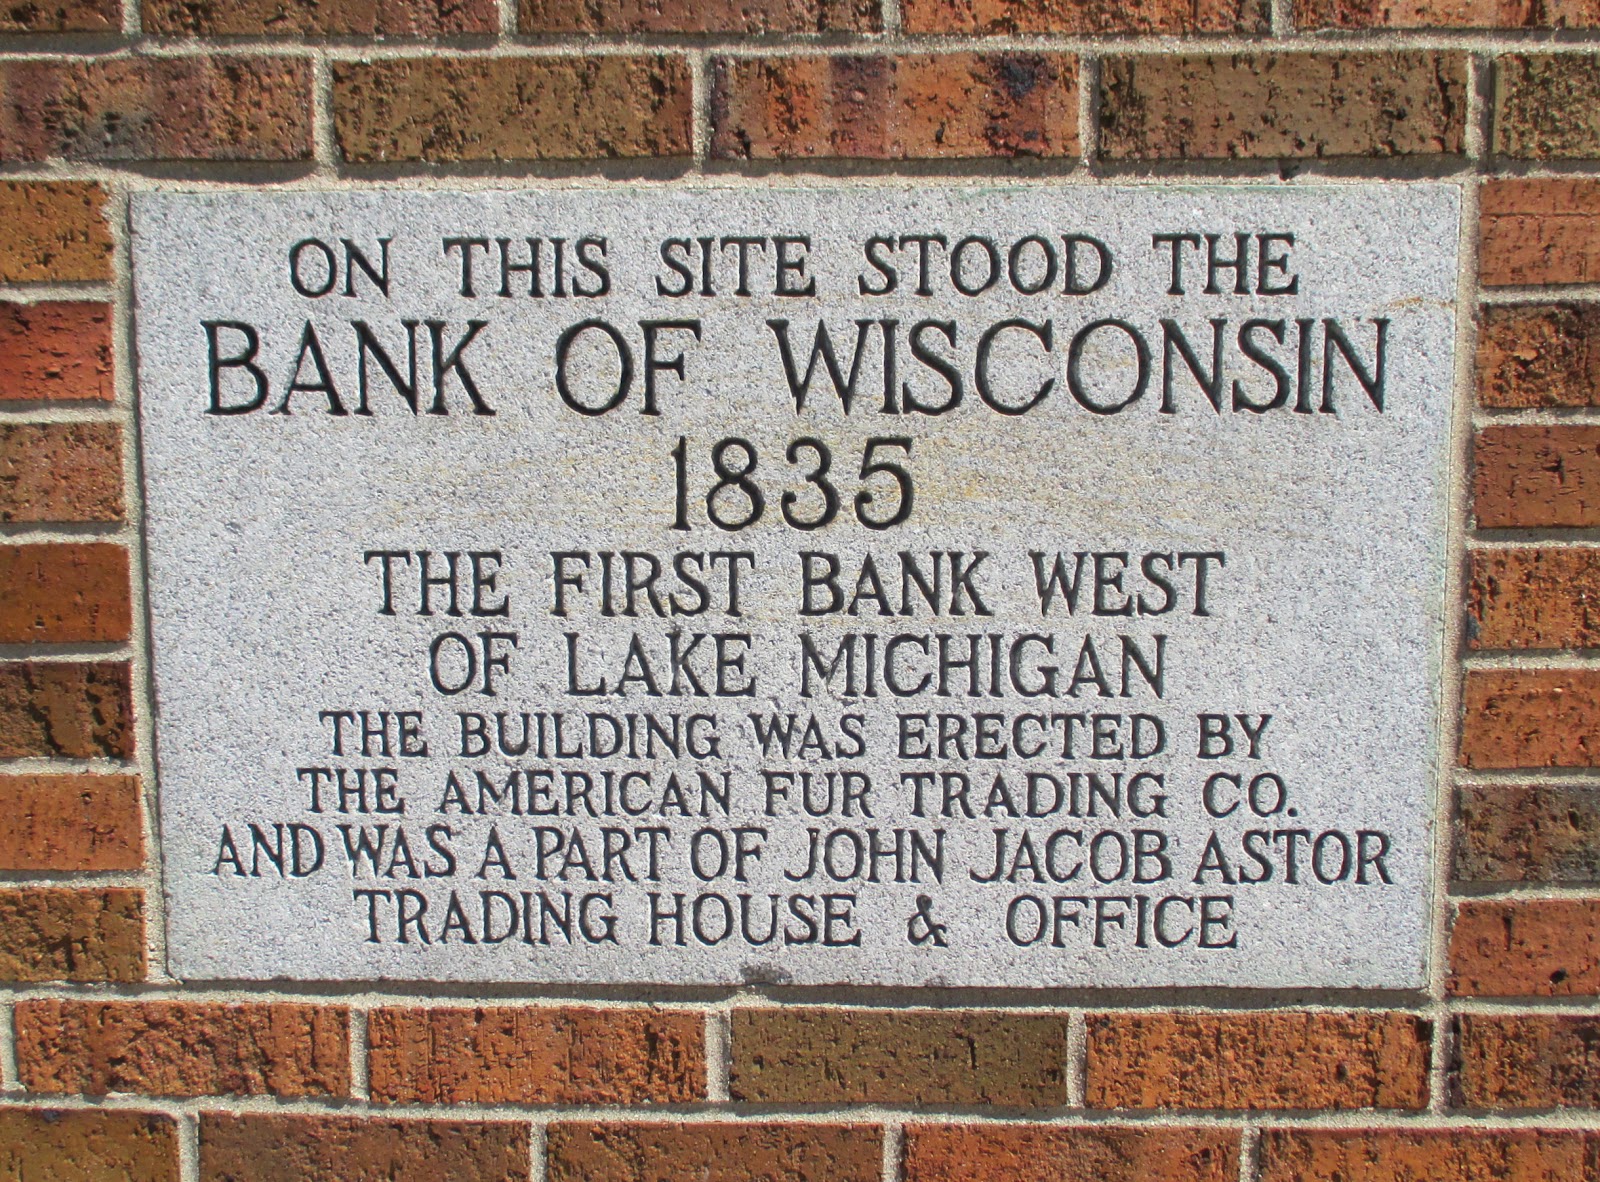 ON THIS SITE STOOD THE
BANK OF WISCONSIN
1835
THE FIRST BANK WEST
OF LAKE MICHIGAN
THE BUILDING WAS ERECTED BY
THE AMERICAN FUR TRADING CO.
AND WAS A PART OF JOHN JACOB ASTOR
TRADING HOUSE & OFFICE